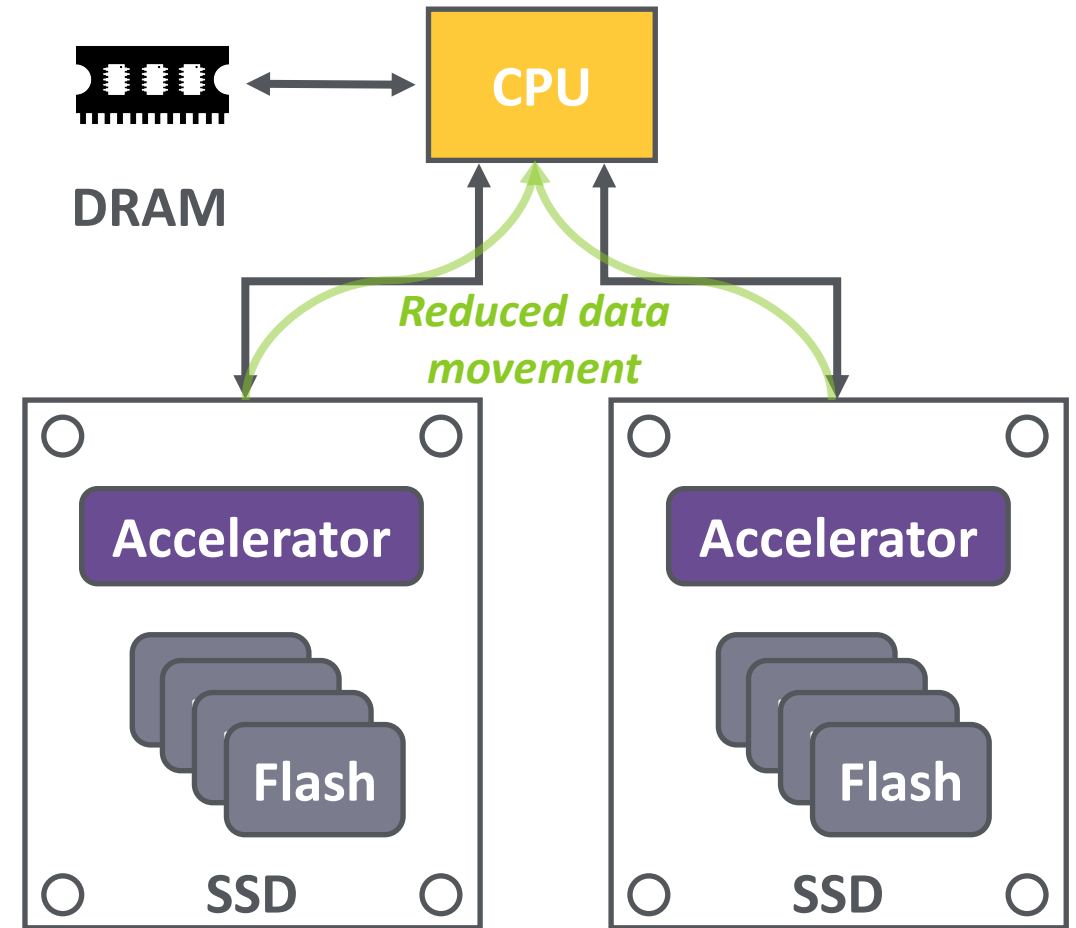 CPU
DRAM
Reduced data
movement
Accelerator
Accelerator
Flash
Flash
SSD
SSD